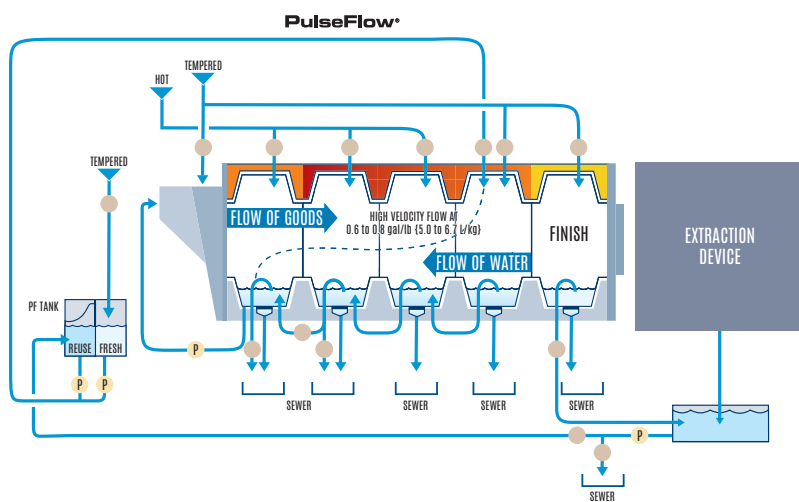 PulseFlow®
TEMPERED
HOT
TEMPERED
FLOW OF GOODS
HIGH VELOCITY FLOW AT
0.6 to 0.8 gal/lb {5.0 to 6.7 L/kg}
FINISH
FLOW OF WATER
EXTRACTION
DEVICE
PF TANK
REUSE
FRESH
P
P
P
P
SEWER
SEWER
SEWER
SEWER
SEWER